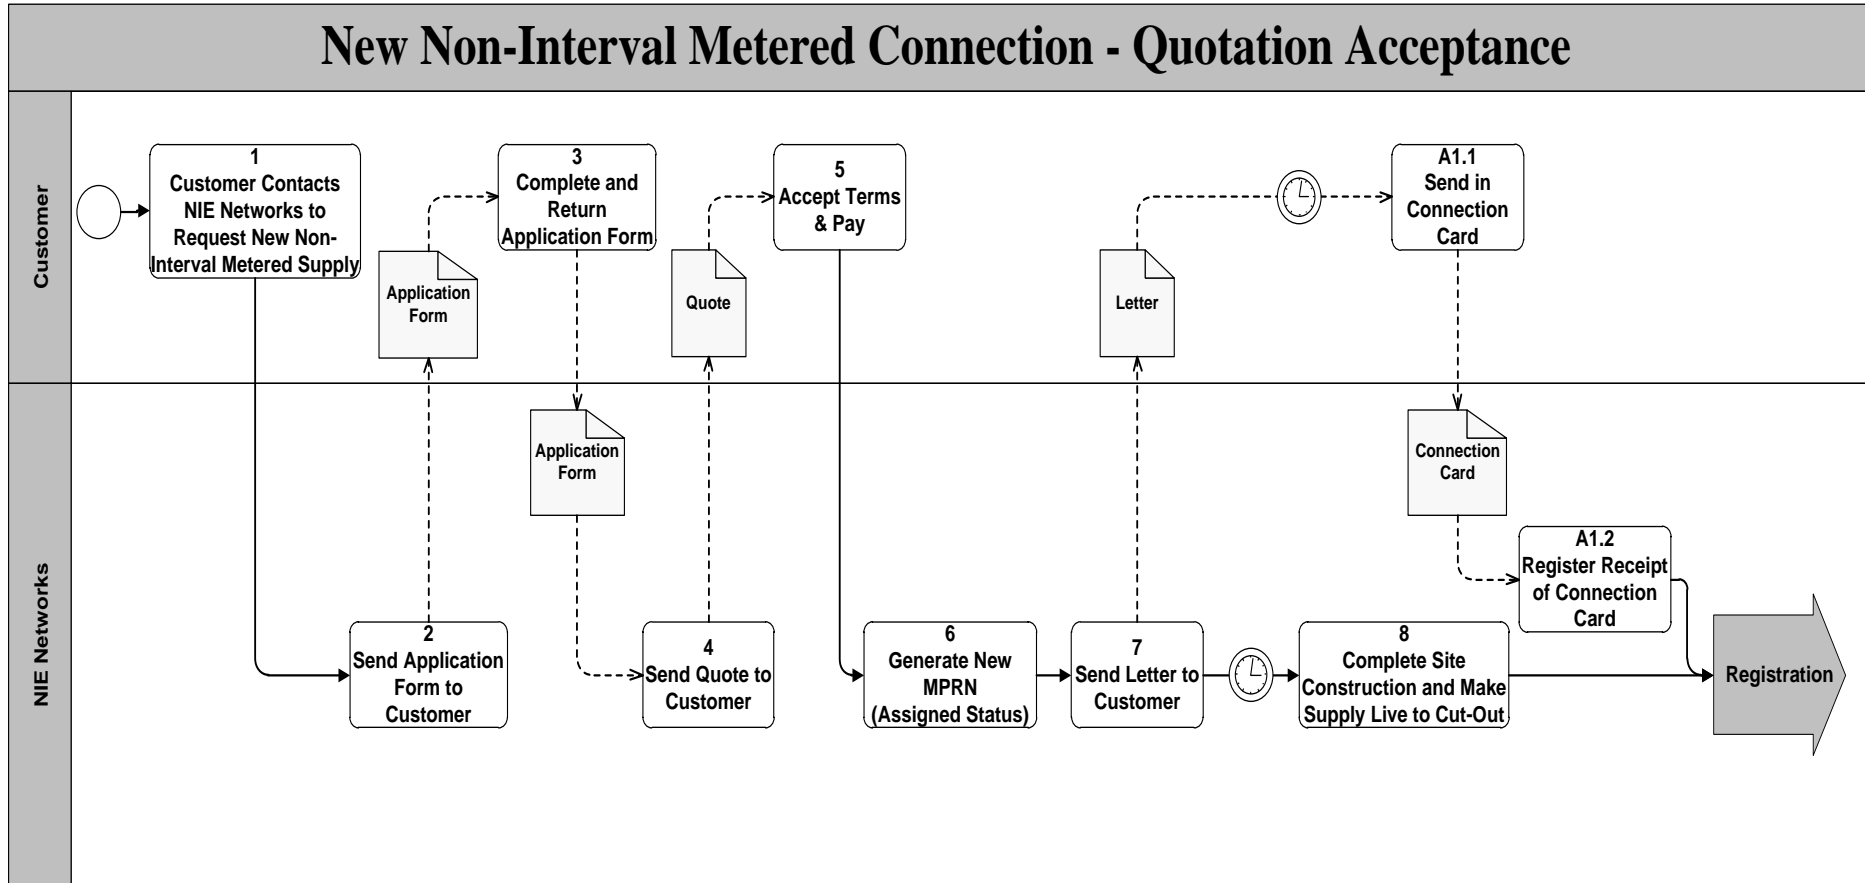 New Non-Interval Metered Connection - Quotation Acceptance
Customer
1
Customer Contacts
NIE Networks to
Request New Non-
Interval Metered Supply
Application
Form
3
Complete and
Return
Application Form
Quote
5
Accept Terms
& Pay
Letter
A1.1
Send in
Connection
Card
NIE Networks
Application
Form
Connection
Card
A1.2
Register Receipt
of Connection
Card
2
Send Application
Form to
Customer
4
Send Quote to
Customer
6
Generate New
MPRN
(Assigned Status)
7
Send Letter to
Customer
8
Complete Site
Construction and Make
Supply Live to Cut-Out
Registration